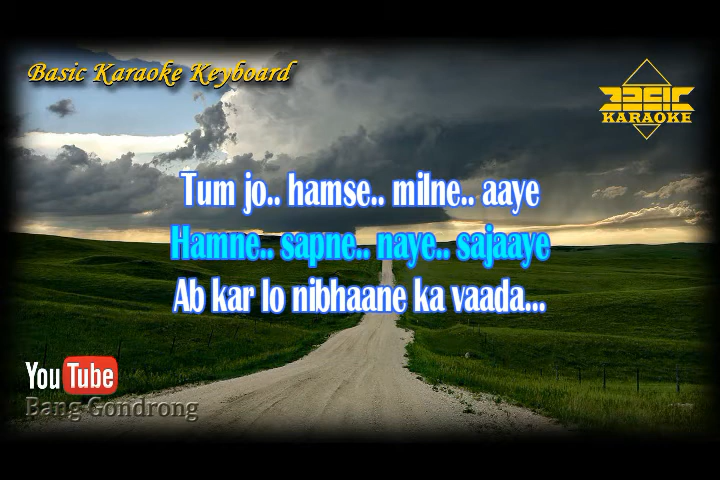 Basic Karaoke Keyboard
BASIC
KARAOKE
Tum jo.. hamse.. milne.. aaye
Hamne.. sapne.. naye.. sajaaye
Ab kar lo nibhaane ka vaada...
YouTube
Bang Gondrong